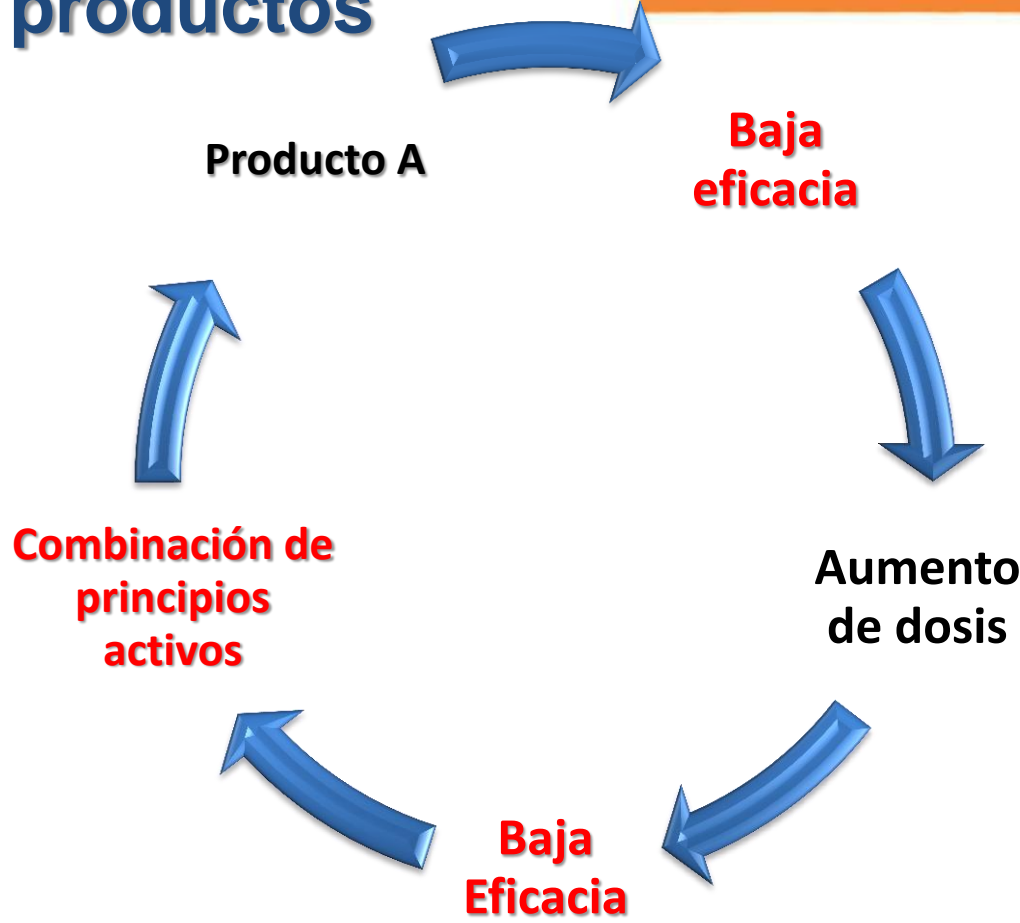 productos
Producto A
Baja
eficacia
Aumento
de dosis
Baja
Eficacia
Combinación de
principios
activos